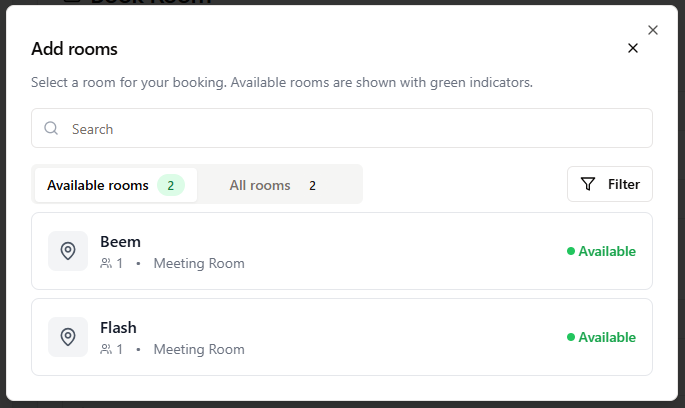 Add rooms
Select a room for your booking. Available rooms are shown with green indicators.
Search
Available rooms 2 All rooms 2 Filter
Beem
1 • Meeting Room
Available
Flash
1 • Meeting Room
Available